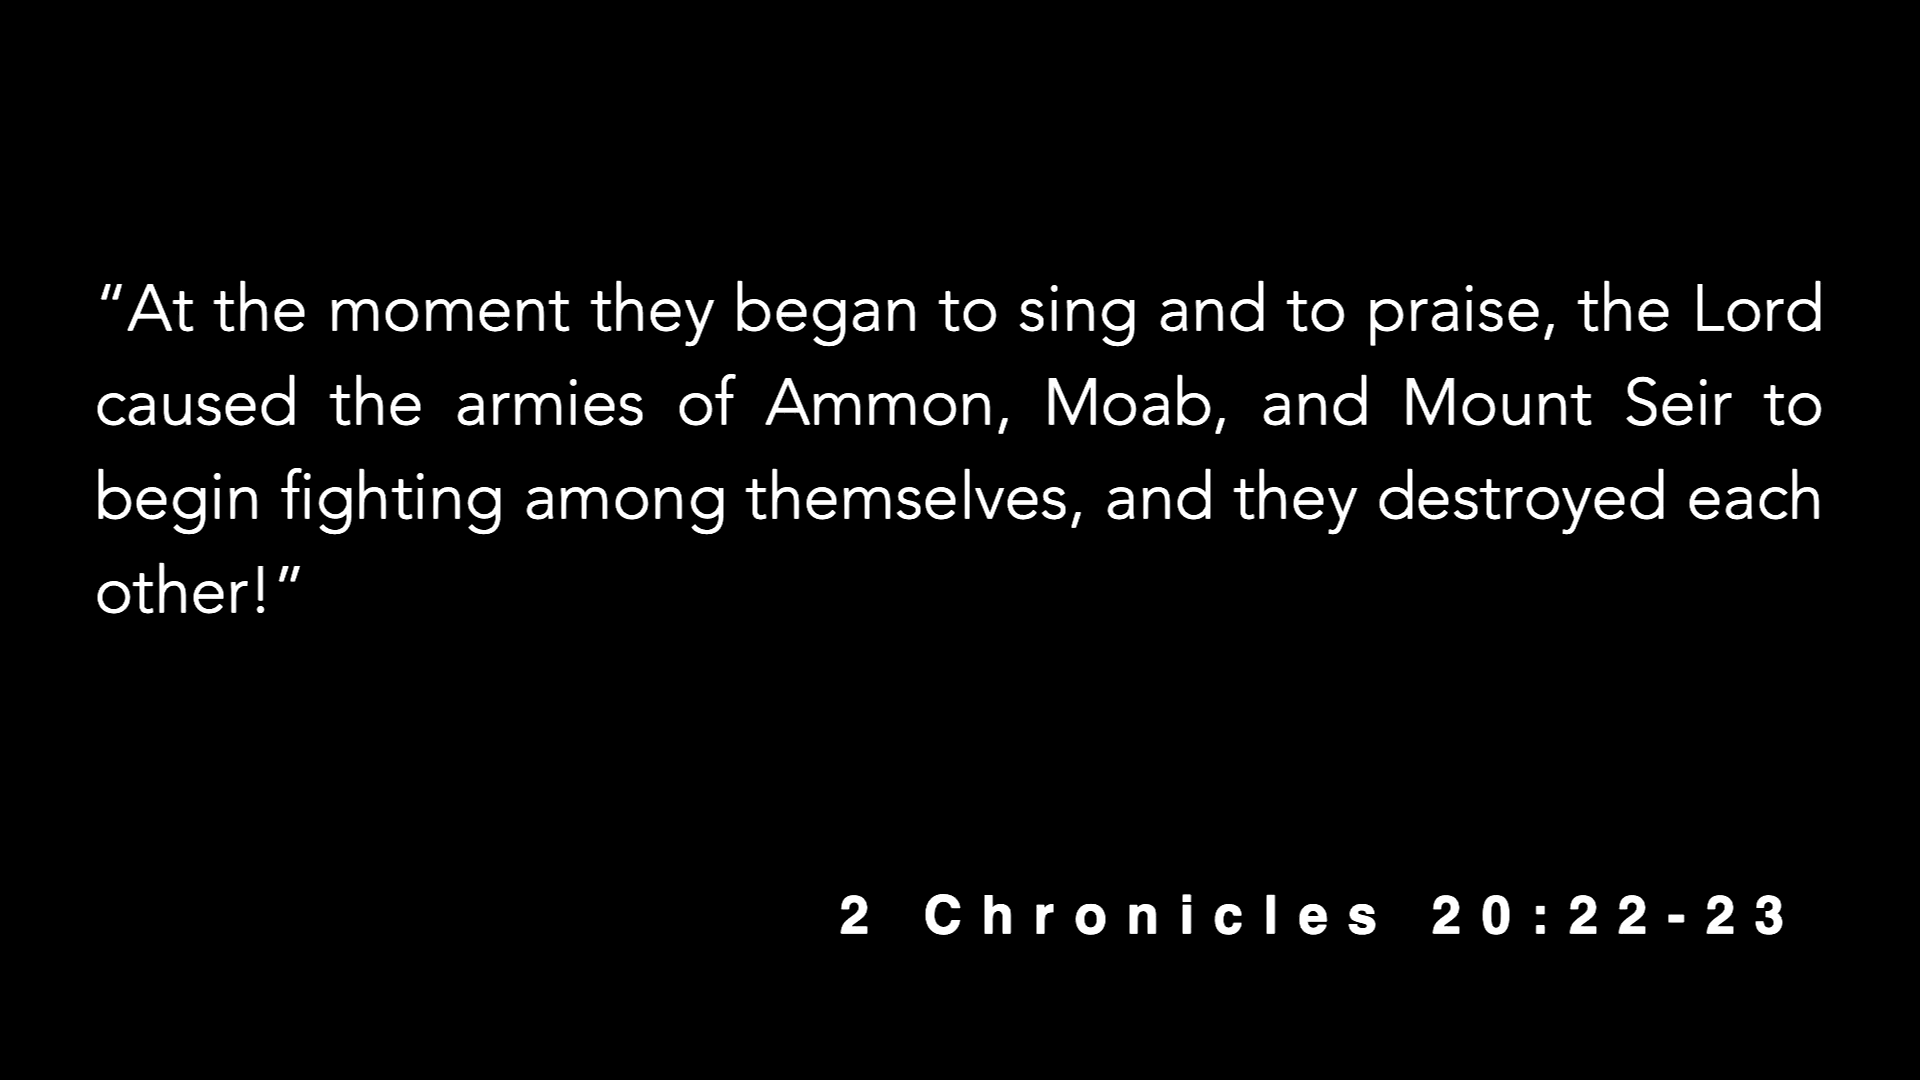 “At the moment they began to sing and to praise, the Lord
caused the armies of Ammon, Moab, and Mount Seir to
begin fighting among themselves, and they destroyed each
other!”
2 Chronicles 20:22-23